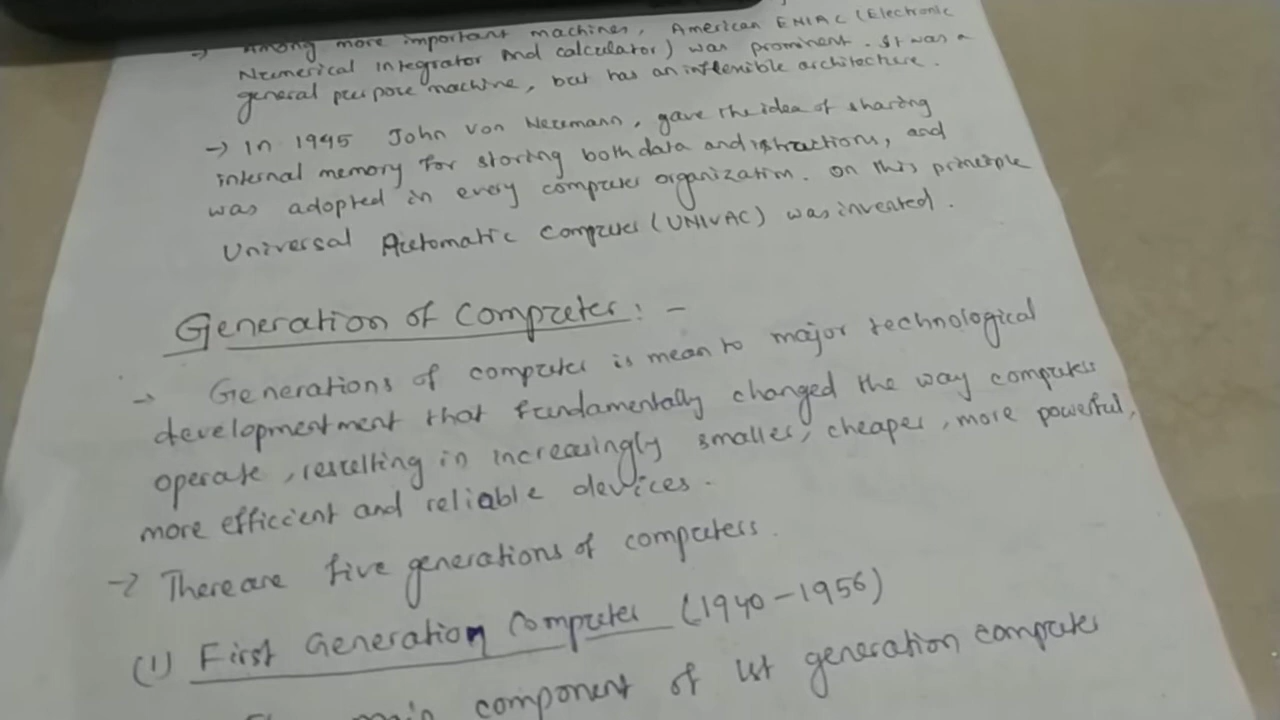 → Among more important machines, American ENIAC (Electronic
Numerical Integrator And calculator) was prominent. It was a
general purpose machine, but has an inflexible architecture.
→ In 1945 John Von Neumann, gave the idea of sharing
internal memory for storing both data and instractions, and
was adopted in every computer organization. On this principle
Universal Automatic Computer (UNIVAC) was invented.
Generation of Computer: -
→ Generations of computer is mean to major technological
developmentment that fundamentally changed the way computers
operate, resulting in increasingly smaller, cheaper, more powerful,
more efficient and reliable devices.
→ There are five generations of computers.
(1) First Generation Computer (1940-1956)
main component of 1st generation computer